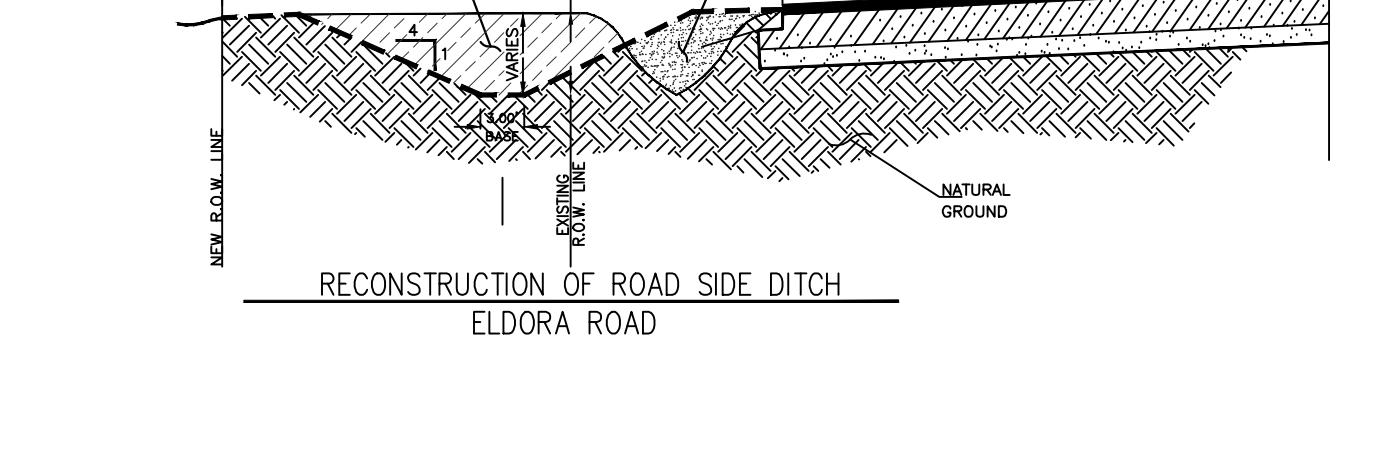 4
1
VARIES
3.00'
BASE
NEW R.O.W. LINE
EXISTING
R.O.W. LINE
NATURAL
GROUND
RECONSTRUCTION OF ROAD SIDE DITCH
ELDORA ROAD